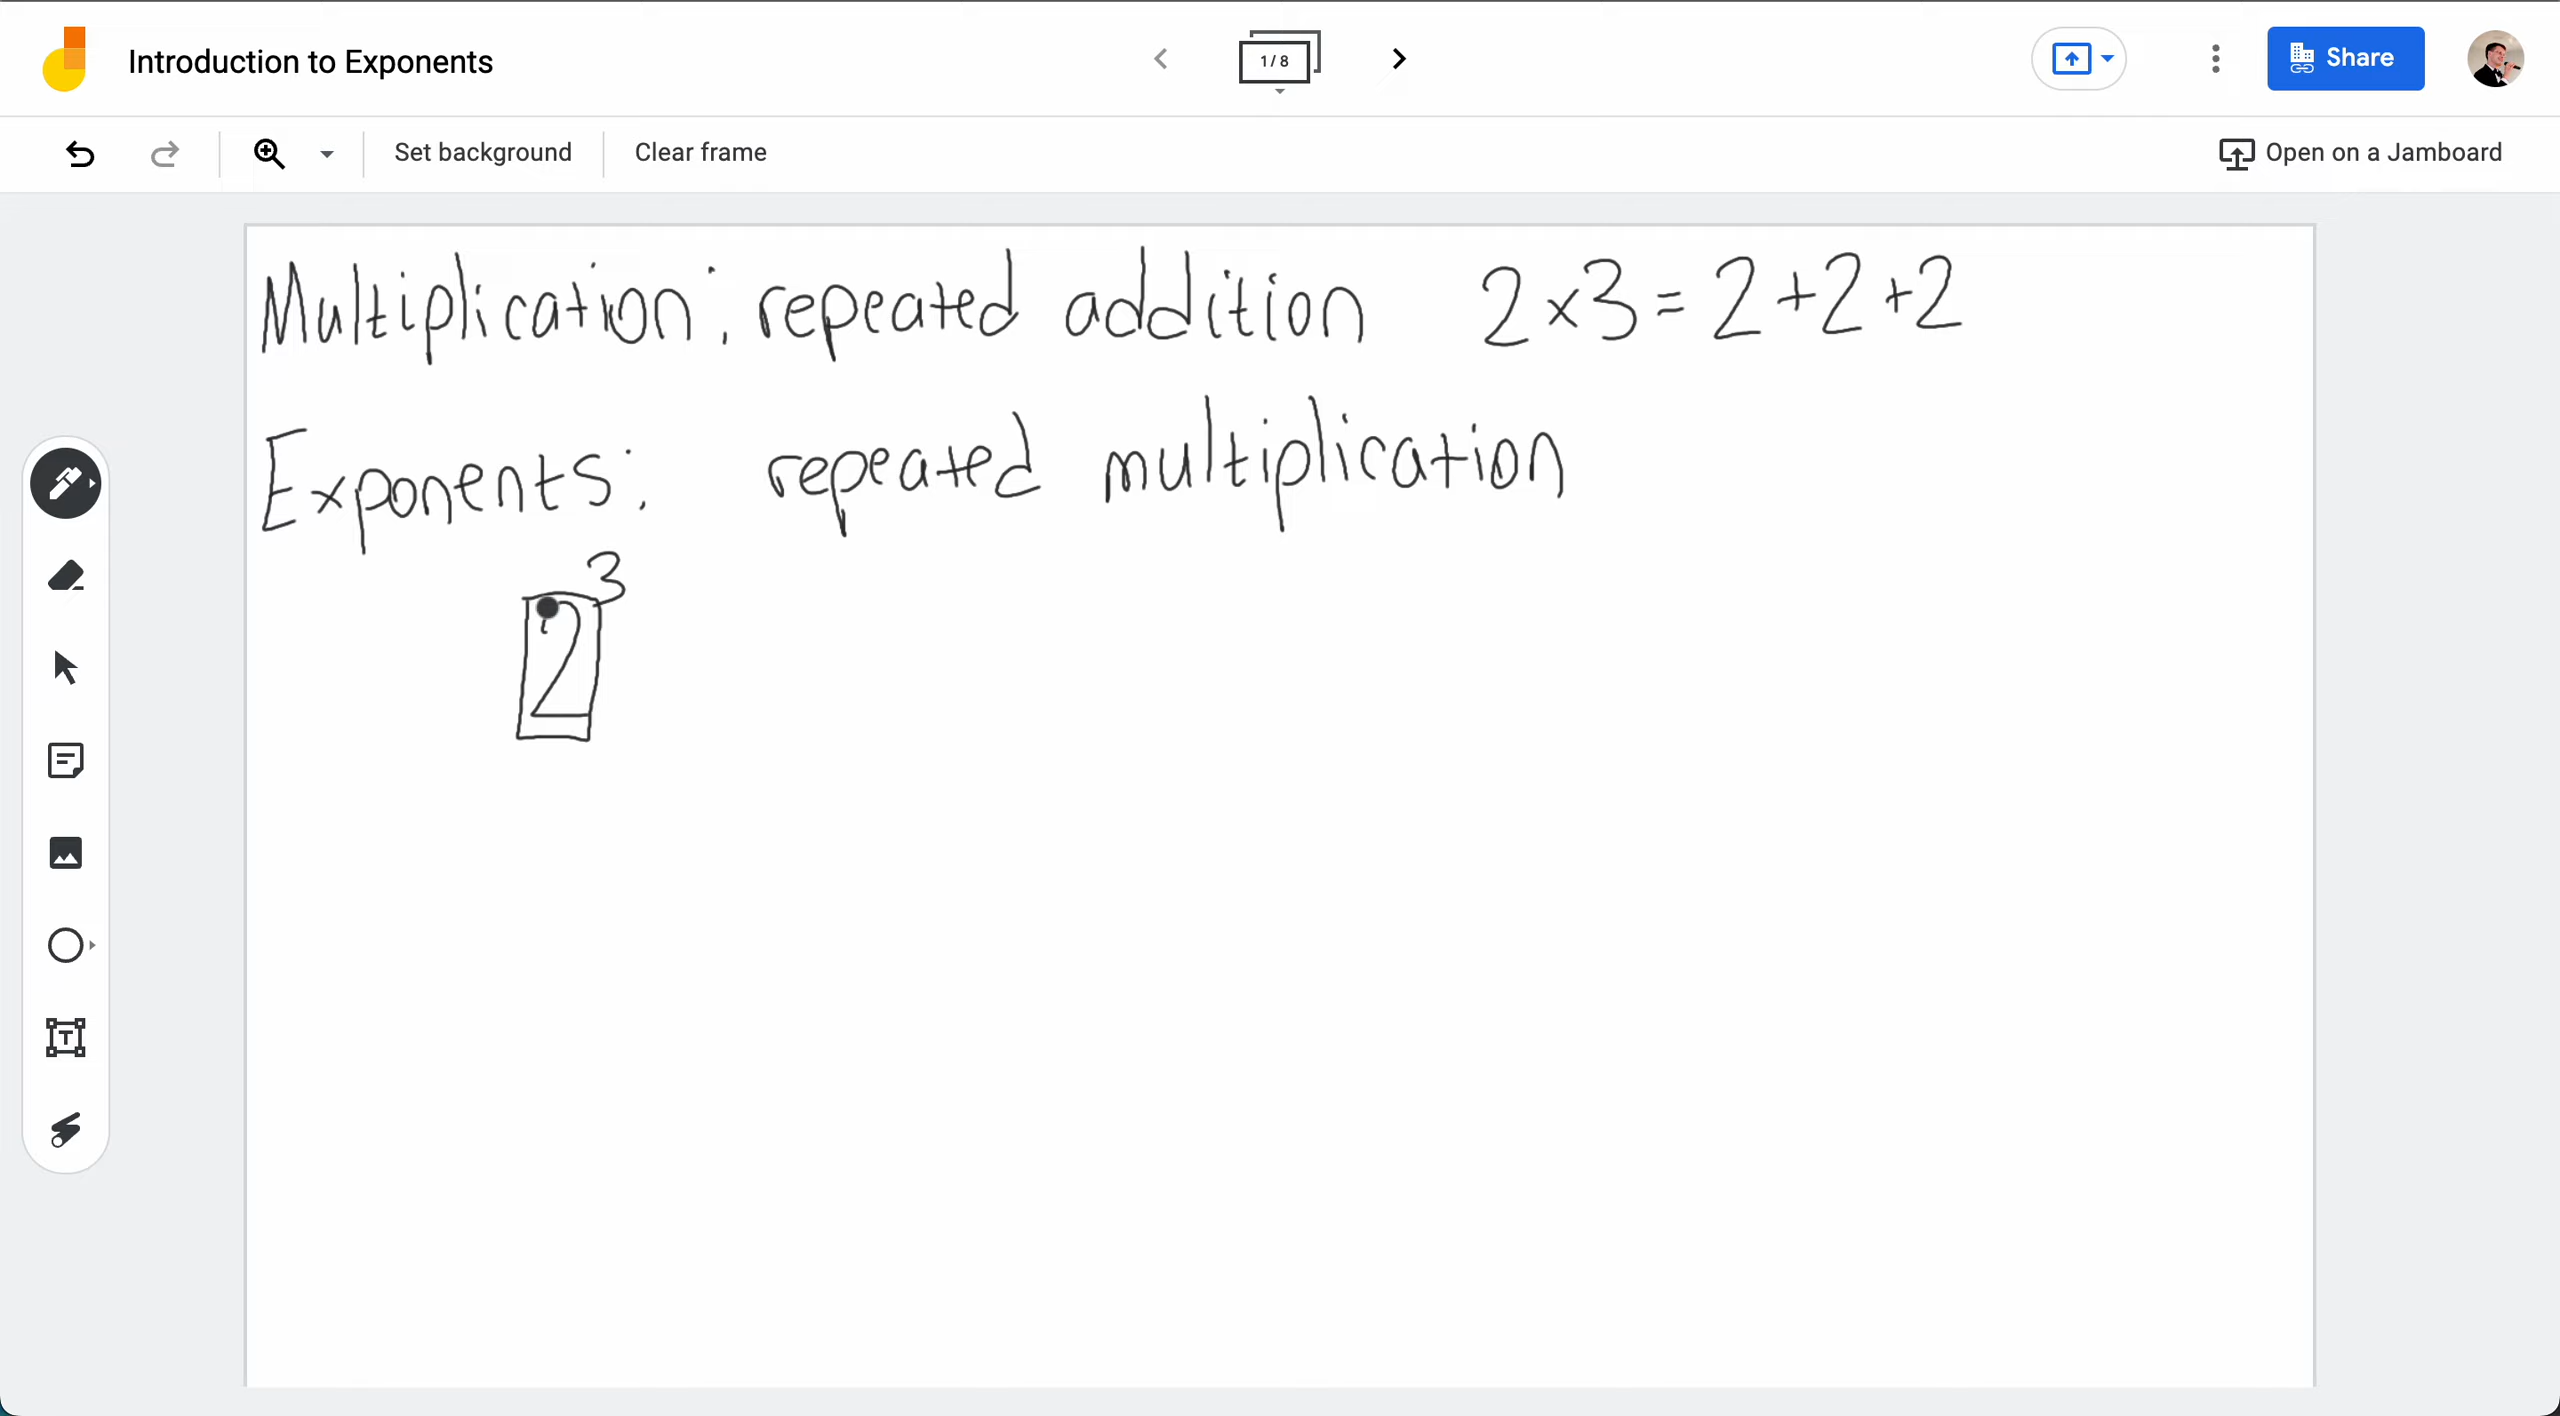 Introduction to Exponents
1 / 8
Share
Set background
Clear frame
Open on a Jamboard
Multiplication: repeated addition 2×3=2+2+2
Exponents: repeated multiplication
2³